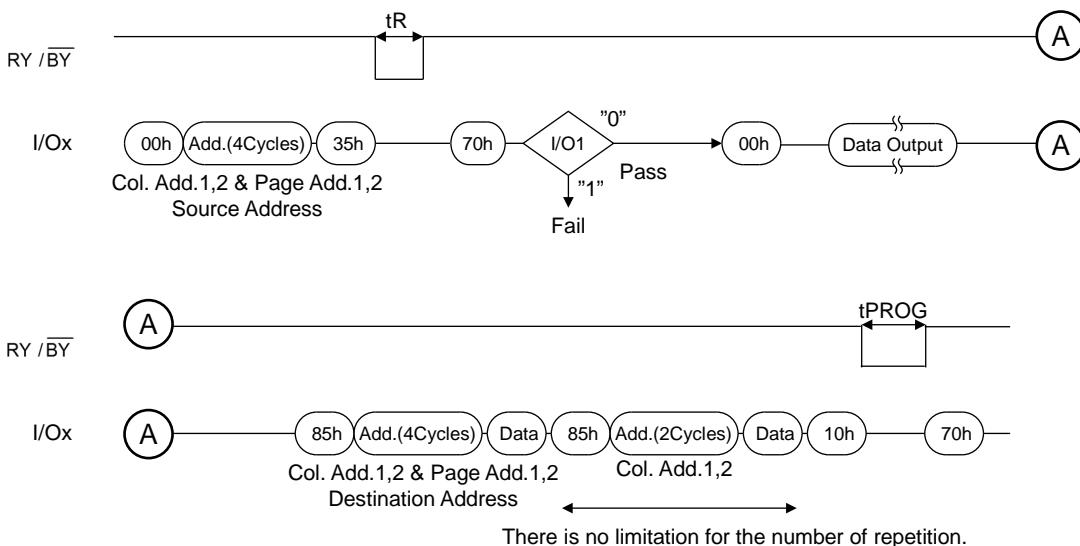 tR
RY /BY
A
I/Ox
00h Add.(4Cycles) 35h 70h I/O1 "0" 00h Data Output A
Pass
Col. Add.1,2 & Page Add.1,2
Source Address
"1"
Fail
A
tPROG
RY /BY
I/Ox
A 85h Add.(4Cycles) Data 85h Add.(2Cycles) Data 10h 70h
Col. Add.1,2 & Page Add.1,2
Destination Address
Col. Add.1,2
There is no limitation for the number of repetition.